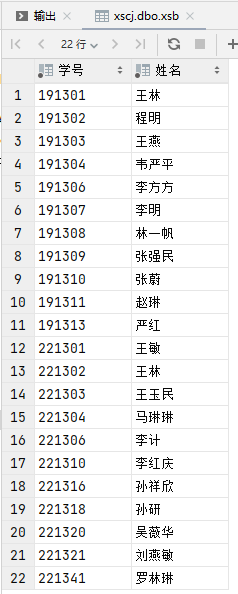 输出 xscj.dbo.xsb
22 行
学号 姓名
1 191301 王林
2 191302 程明
3 191303 王燕
4 191304 韦严平
5 191306 李方方
6 191307 李明
7 191308 林一帆
8 191309 张强民
9 191310 张蔚
10 191311 赵琳
11 191313 严红
12 221301 王敏
13 221302 王林
14 221303 王玉民
15 221304 马琳琳
16 221306 李计
17 221310 李红庆
18 221316 孙祥欣
19 221318 孙研
20 221320 吴薇华
21 221321 刘燕敏
22 221341 罗林琳